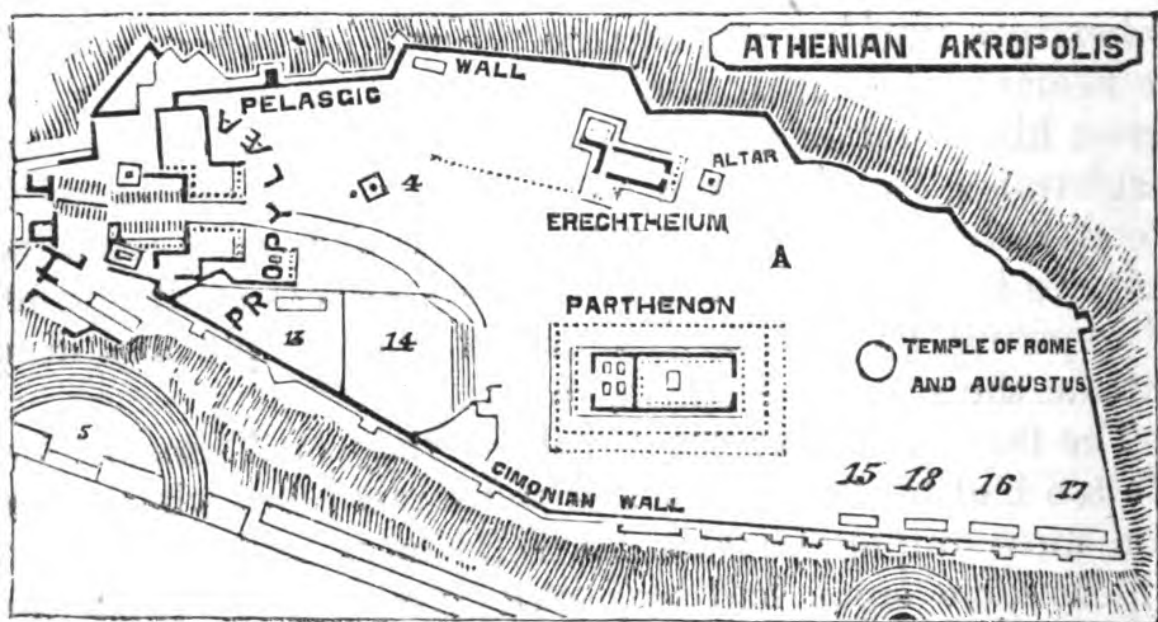 ATHENIAN AKROPOLIS
WALL
PELASGIC
PROPYLÆA
4
ALTAR
ERECHTHEIUM
A
PARTHENON
13
14
TEMPLE OF ROME
AND AUGUSTUS
5
15 18 16 17
CIMONIAN WALL